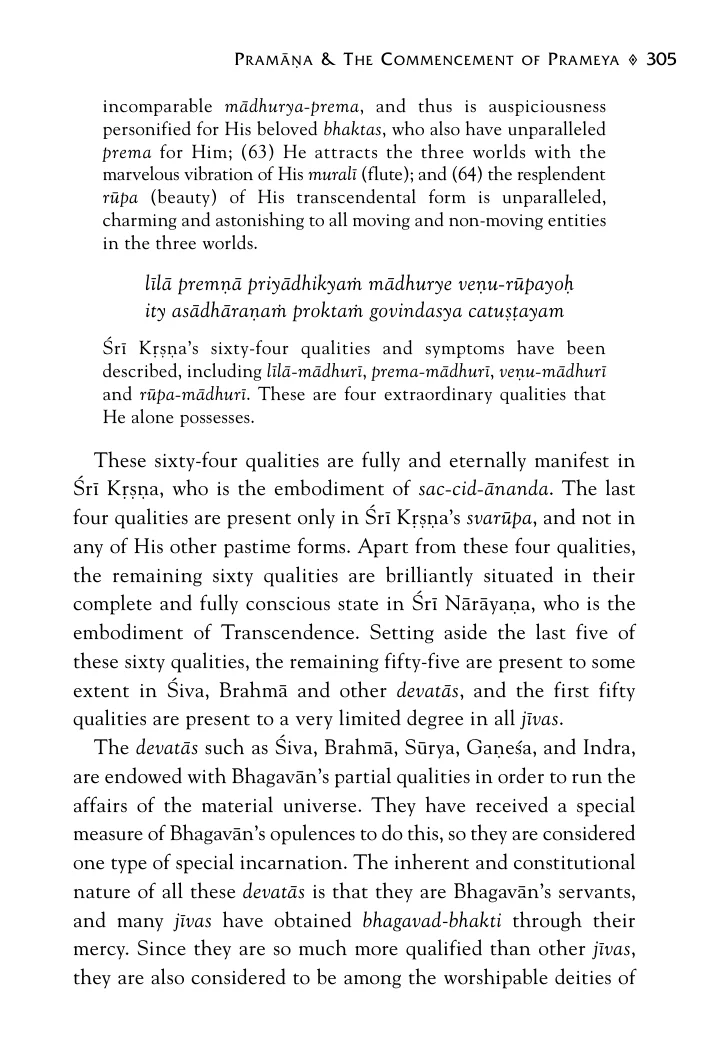 PRAMĀṆA & THE COMMENCEMENT OF PRAMEYA ◈ 305
incomparable mādhurya-prema, and thus is auspiciousness
personified for His beloved bhaktas, who also have unparalleled
prema for Him; (63) He attracts the three worlds with the
marvelous vibration of His muralī (flute); and (64) the resplendent
rūpa (beauty) of His transcendental form is unparalleled,
charming and astonishing to all moving and non-moving entities
in the three worlds.
līlā premṇā priyādhikyaṁ mādhurye veṇu-rūpayoḥ
ity asādhāraṇaṁ proktaṁ govindasya catuṣṭayam
Śrī Kṛṣṇa's sixty-four qualities and symptoms have been
described, including līlā-mādhurī, prema-mādhurī, veṇu-mādhurī
and rūpa-mādhurī. These are four extraordinary qualities that
He alone possesses.
These sixty-four qualities are fully and eternally manifest in
Śrī Kṛṣṇa, who is the embodiment of sac-cid-ānanda. The last
four qualities are present only in Śrī Kṛṣṇa's svarūpa, and not in
any of His other pastime forms. Apart from these four qualities,
the remaining sixty qualities are brilliantly situated in their
complete and fully conscious state in Śrī Nārāyaṇa, who is the
embodiment of Transcendence. Setting aside the last five of
these sixty qualities, the remaining fifty-five are present to some
extent in Śiva, Brahmā and other devatās, and the first fifty
qualities are present to a very limited degree in all jīvas.
The devatās such as Śiva, Brahmā, Sūrya, Gaṇeśa, and Indra,
are endowed with Bhagavān's partial qualities in order to run the
affairs of the material universe. They have received a special
measure of Bhagavān's opulences to do this, so they are considered
one type of special incarnation. The inherent and constitutional
nature of all these devatās is that they are Bhagavān's servants,
and many jīvas have obtained bhagavad-bhakti through their
mercy. Since they are so much more qualified than other jīvas,
they are also considered to be among the worshipable deities of